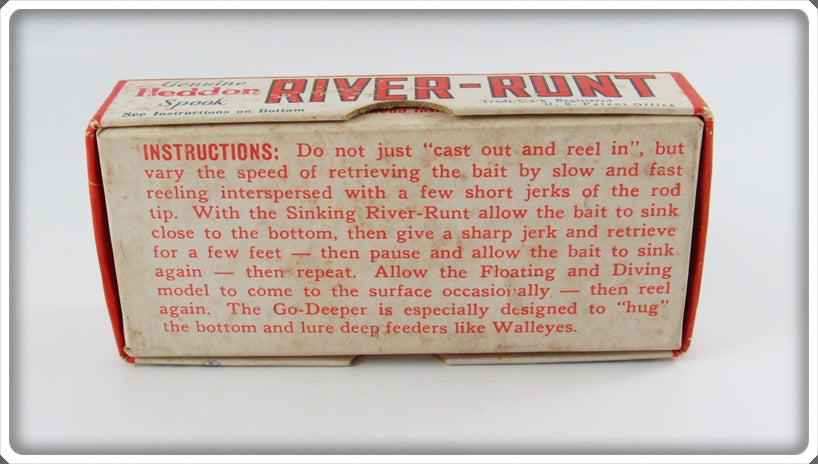 Genuine
Heddon RIVER-RUNT
Spook
Trade-Mark Registered
U.S. Patent Office
See Instructions on Bottom
INSTRUCTIONS: Do not just "cast out and reel in", but
vary the speed of retrieving the bait by slow and fast
reeling interspersed with a few short jerks of the rod
tip. With the Sinking River-Runt allow the bait to sink
close to the bottom, then give a sharp jerk and retrieve
for a few feet — then pause and allow the bait to sink
again — then repeat. Allow the Floating and Diving
model to come to the surface occasionally — then reel
again. The Go-Deeper is especially designed to "hug"
the bottom and lure deep feeders like Walleyes.